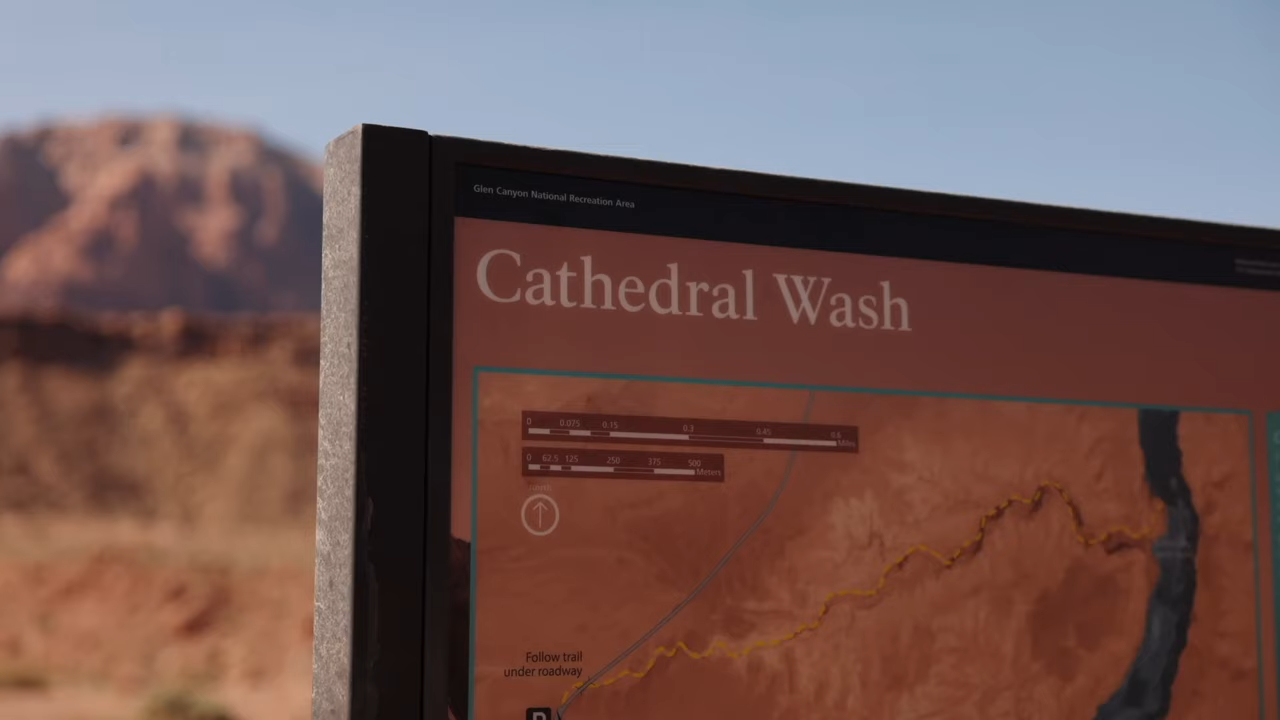 Glen Canyon National Recreation Area
Cathedral Wash
0 0.075 0.15 0.3 0.45 0.6
Miles
0 62.5 125 250 375 500
Meters
Follow trail
under roadway
P